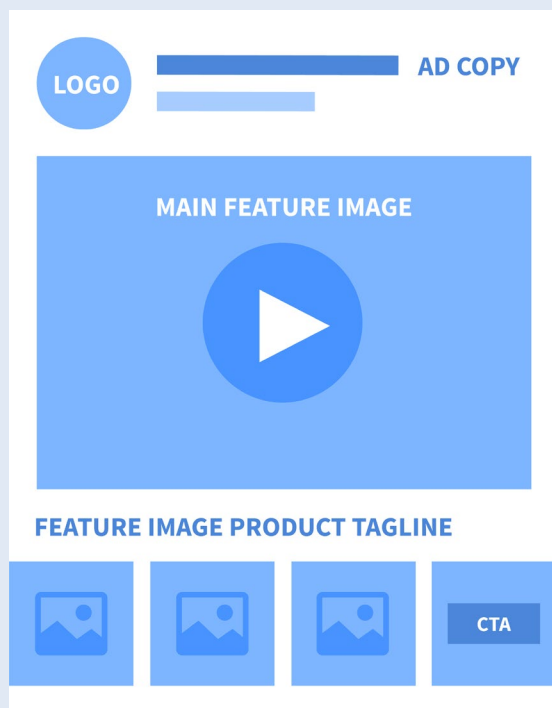 LOGO
AD COPY
MAIN FEATURE IMAGE
FEATURE IMAGE PRODUCT TAGLINE
CTA